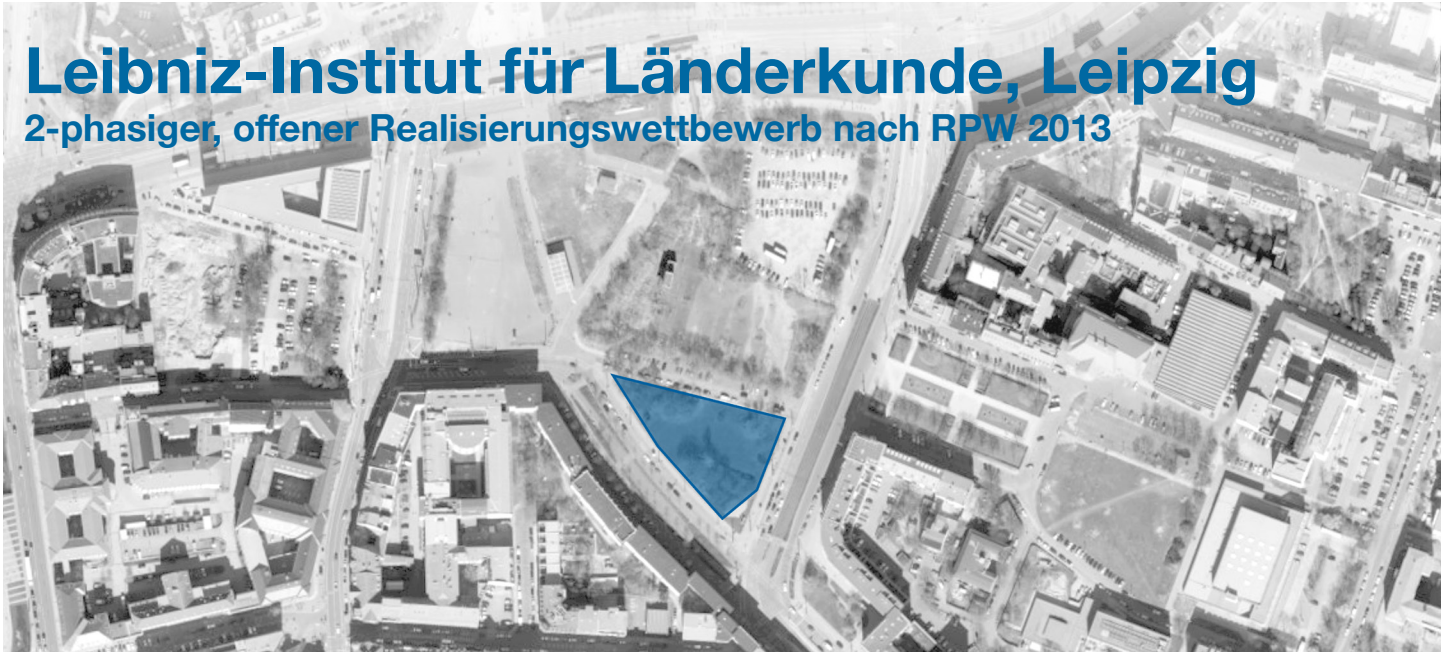 Leibniz-Institut für Länderkunde, Leipzig
2-phasiger, offener Realisierungswettbewerb nach RPW 2013